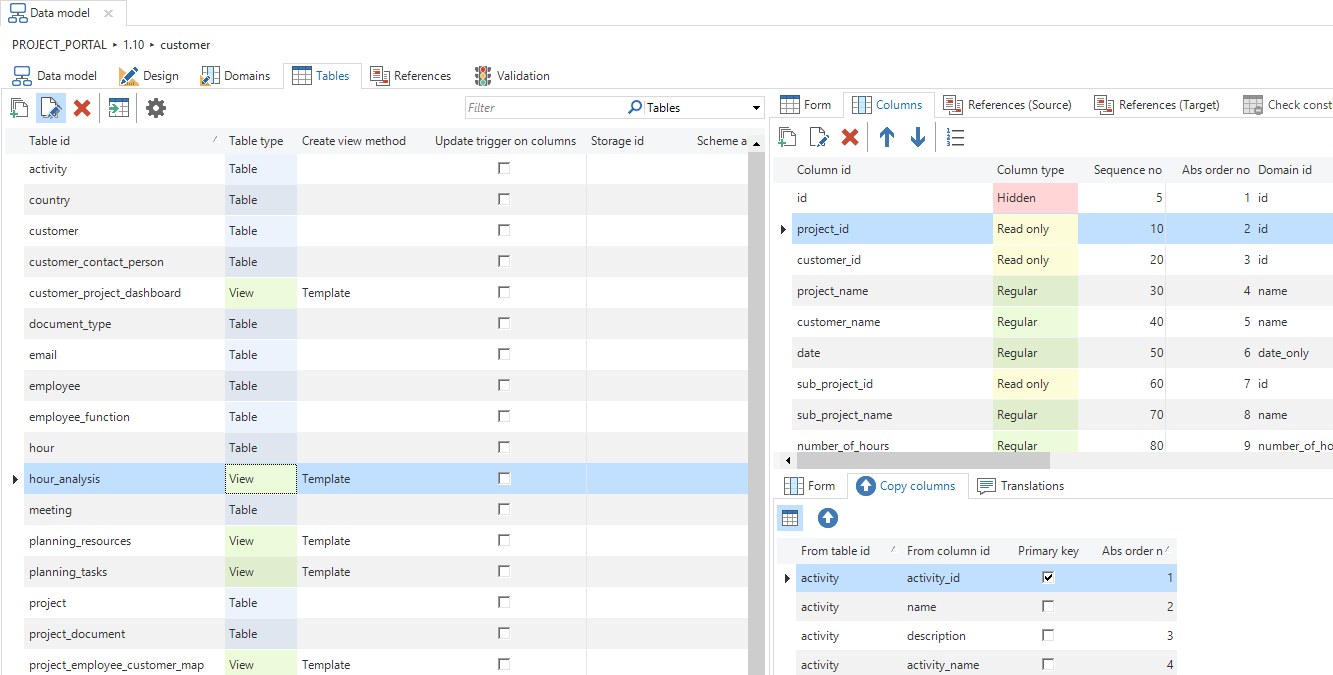 Data model
PROJECT_PORTAL ▸ 1.10 ▸ customer
Data model Design Domains Tables References Validation
Filter Tables
Table id Table type Create view method Update trigger on columns Storage id Scheme a
activity Table
country Table
customer Table
customer_contact_person Table
customer_project_dashboard View Template
document_type Table
email Table
employee Table
employee_function Table
hour Table
hour_analysis View Template
meeting Table
planning_resources View Template
planning_tasks View Template
project Table
project_document Table
project_employee_customer_map View Template
Form Columns References (Source) References (Target) Check const
Column id Column type Sequence no Abs order no Domain id
id Hidden 5 1 id
project_id Read only 10 2 id
customer_id Read only 20 3 id
project_name Regular 30 4 name
customer_name Regular 40 5 name
date Regular 50 6 date_only
sub_project_id Read only 60 7 id
sub_project_name Regular 70 8 name
number_of_hours Regular 80 9 number_of_ho
Form Copy columns Translations
From table id From column id Primary key Abs order n
activity activity_id 1
activity name 2
activity description 3
activity activity_name 4